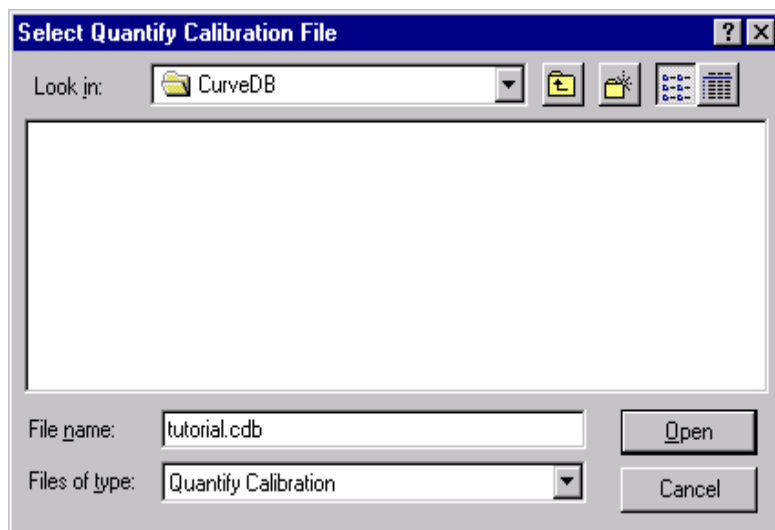 Select Quantify Calibration File
Look in: CurveDB
File name: tutorial.cdb Open
Files of type: Quantify Calibration Cancel